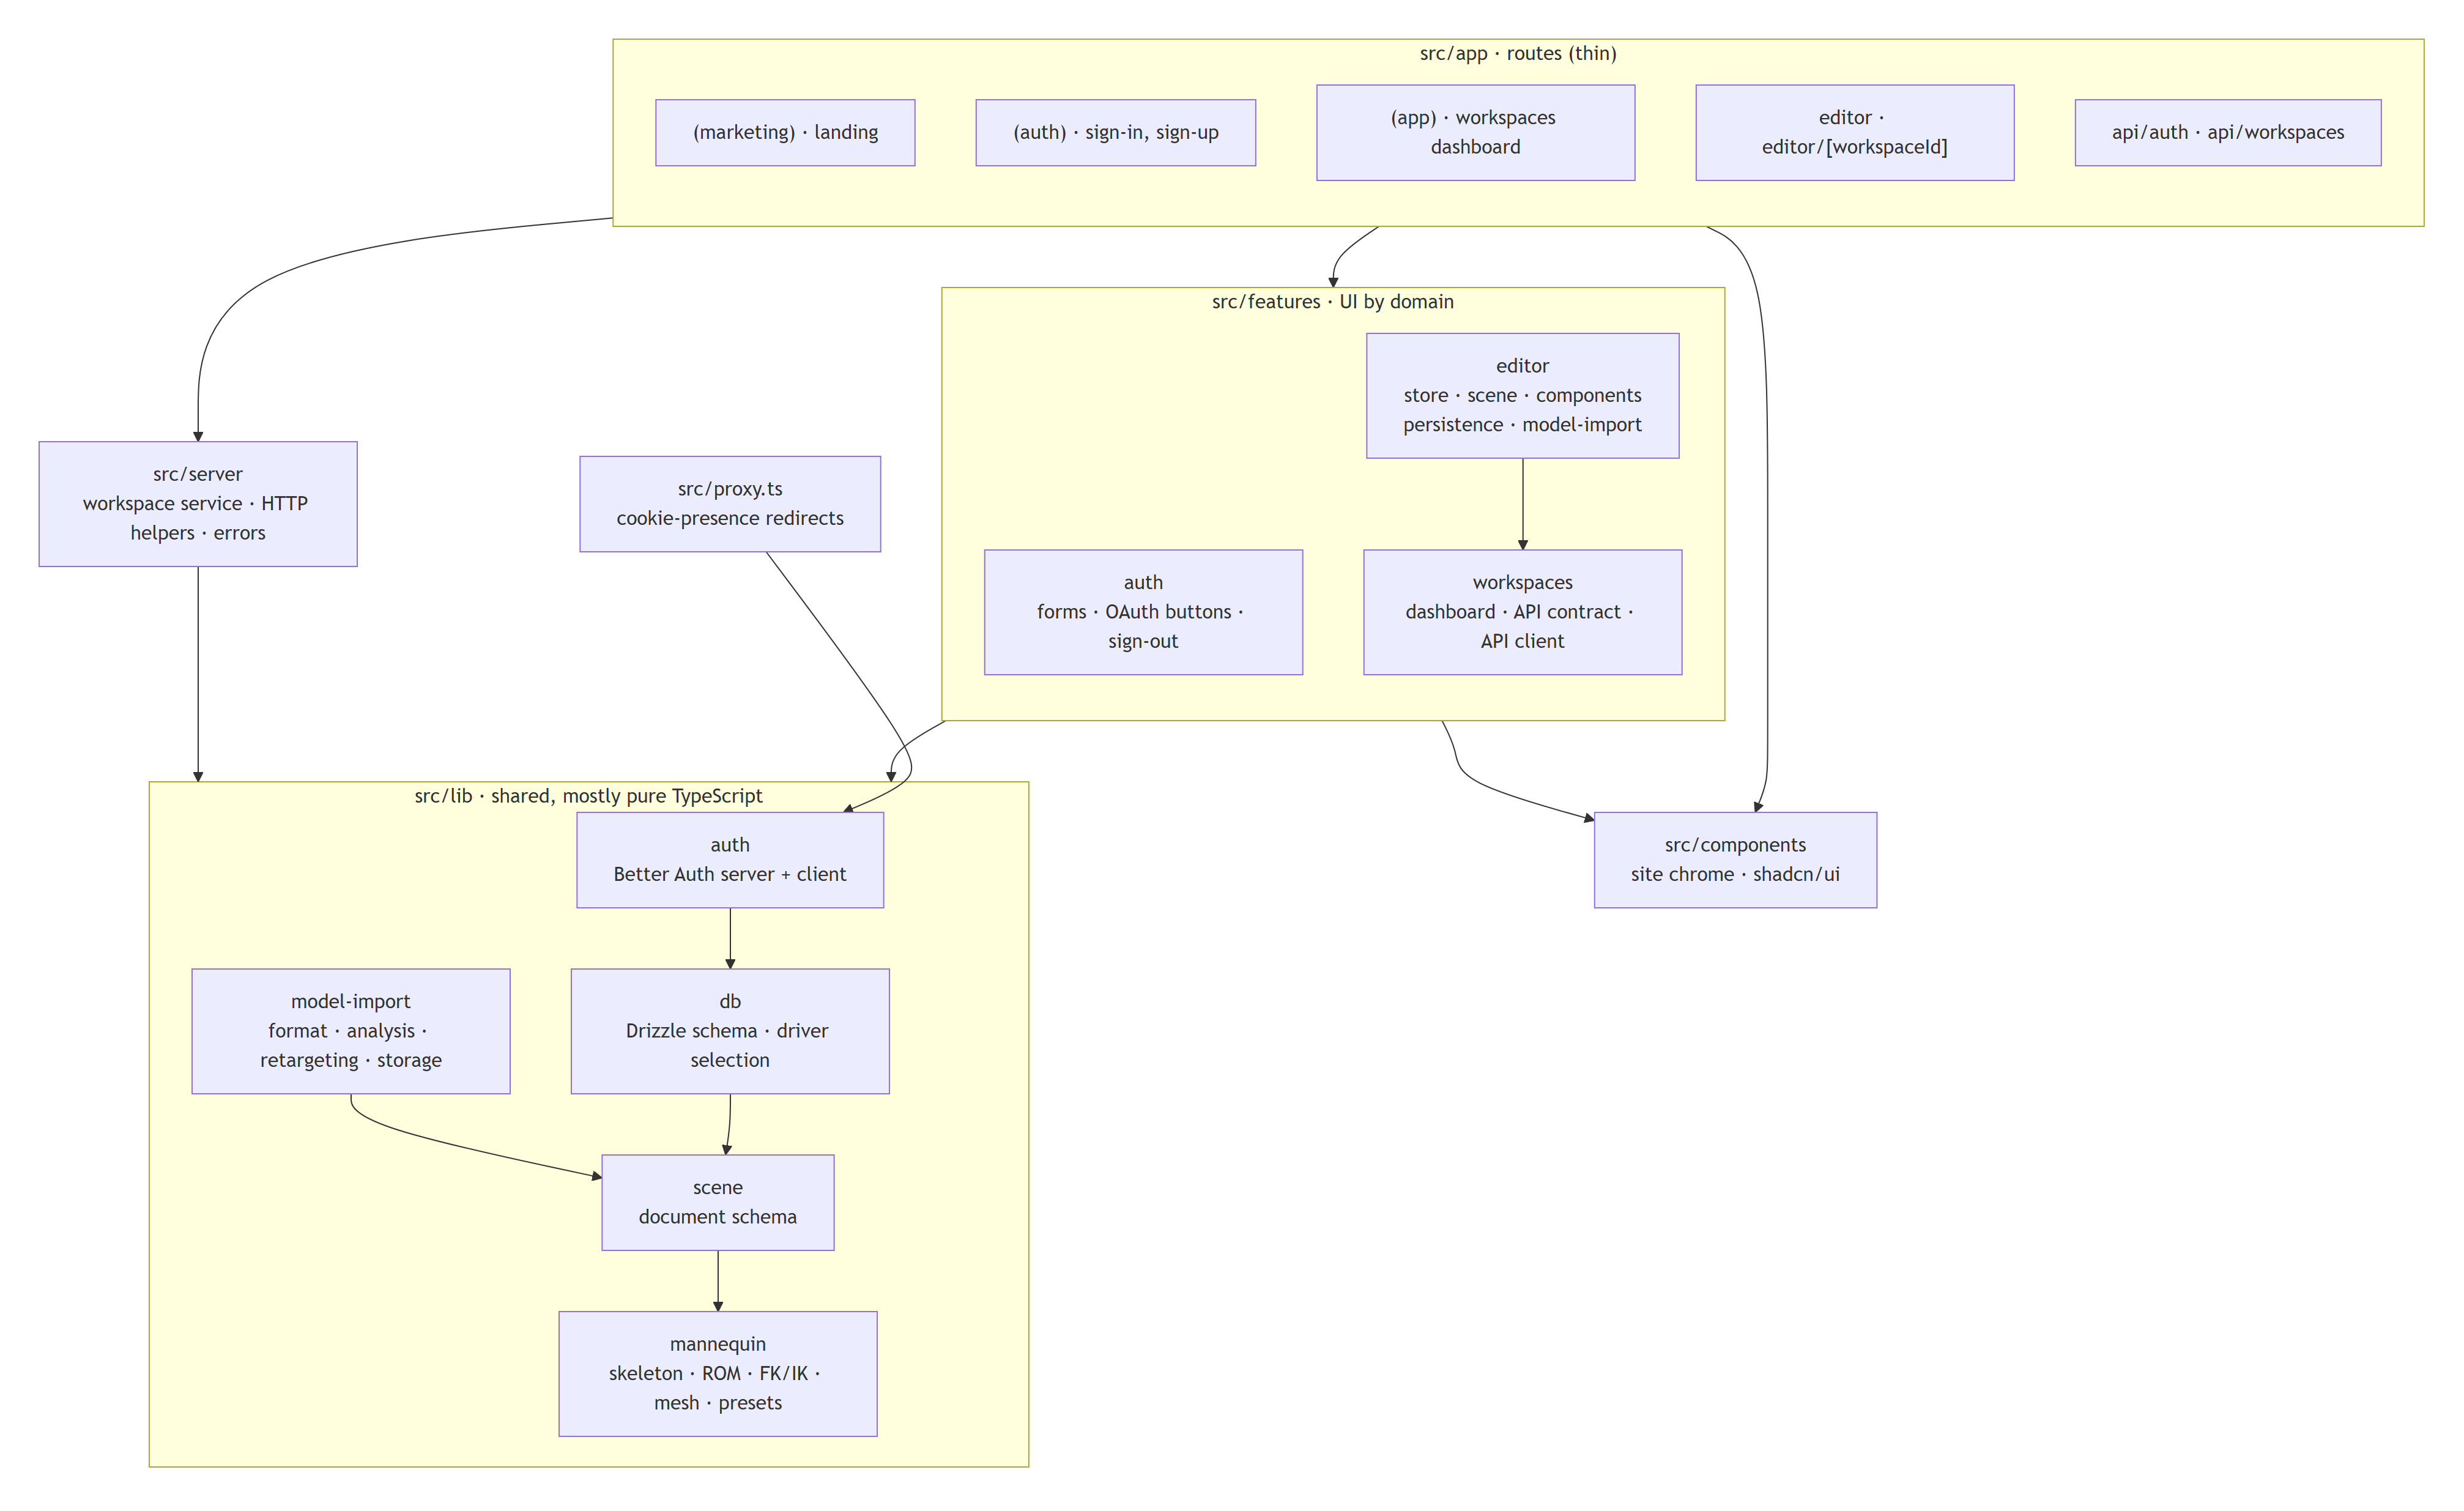 src/app · routes (thin)
(marketing) · landing
(auth) · sign-in, sign-up
(app) · workspaces
dashboard
editor ·
editor/[workspaceId]
api/auth · api/workspaces
src/features · UI by domain
editor
store · scene · components
persistence · model-import
src/server
workspace service · HTTP
helpers · errors
src/proxy.ts
cookie-presence redirects
auth
forms · OAuth buttons ·
sign-out
workspaces
dashboard · API contract ·
API client
src/lib · shared, mostly pure TypeScript
auth
Better Auth server + client
src/components
site chrome · shadcn/ui
model-import
format · analysis ·
retargeting · storage
db
Drizzle schema · driver
selection
scene
document schema
mannequin
skeleton · ROM · FK/IK ·
mesh · presets